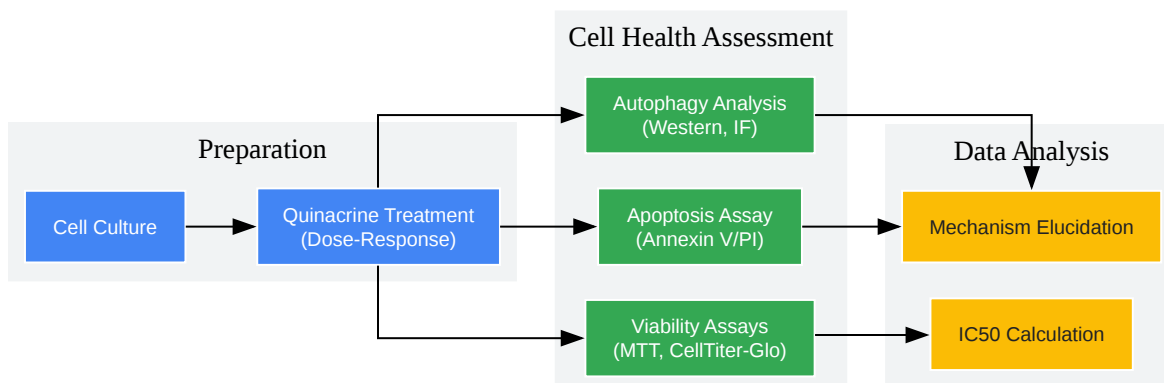 Preparation
Cell Culture
Quinacrine Treatment
(Dose-Response)
Cell Health Assessment
Autophagy Analysis
(Western, IF)
Apoptosis Assay
(Annexin V/PI)
Viability Assays
(MTT, CellTiter-Glo)
Data Analysis
Mechanism Elucidation
IC50 Calculation